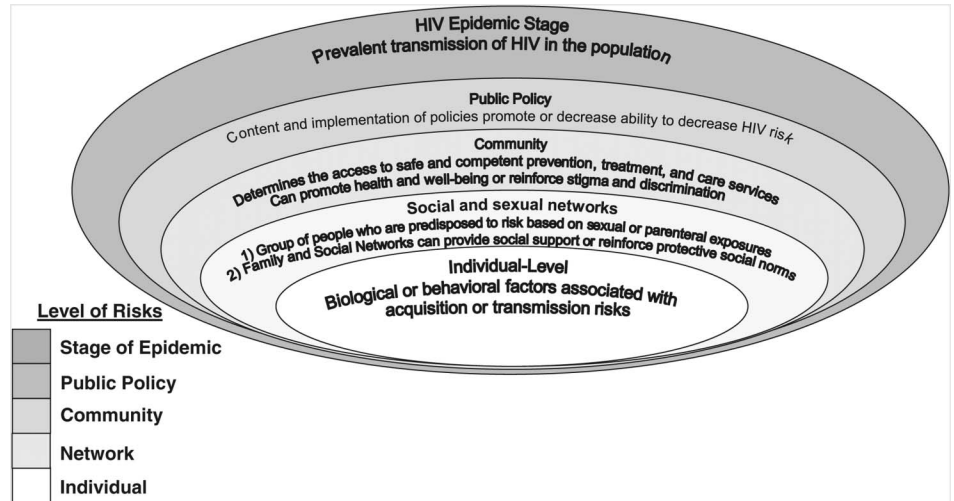 HIV Epidemic Stage
Prevalent transmission of HIV in the population
Public Policy
Content and implementation of policies promote or decrease ability to decrease HIV risk
Community
Determines the access to safe and competent prevention, treatment, and care services
Can promote health and well-being or reinforce stigma and discrimination
Social and sexual networks
1) Group of people who are predisposed to risk based on sexual or parenteral exposures
2) Family and Social Networks can provide social support or reinforce protective social norms
Individual-Level
Biological or behavioral factors associated with
acquisition or transmission risks
Level of Risks
Stage of Epidemic
Public Policy
Community
Network
Individual